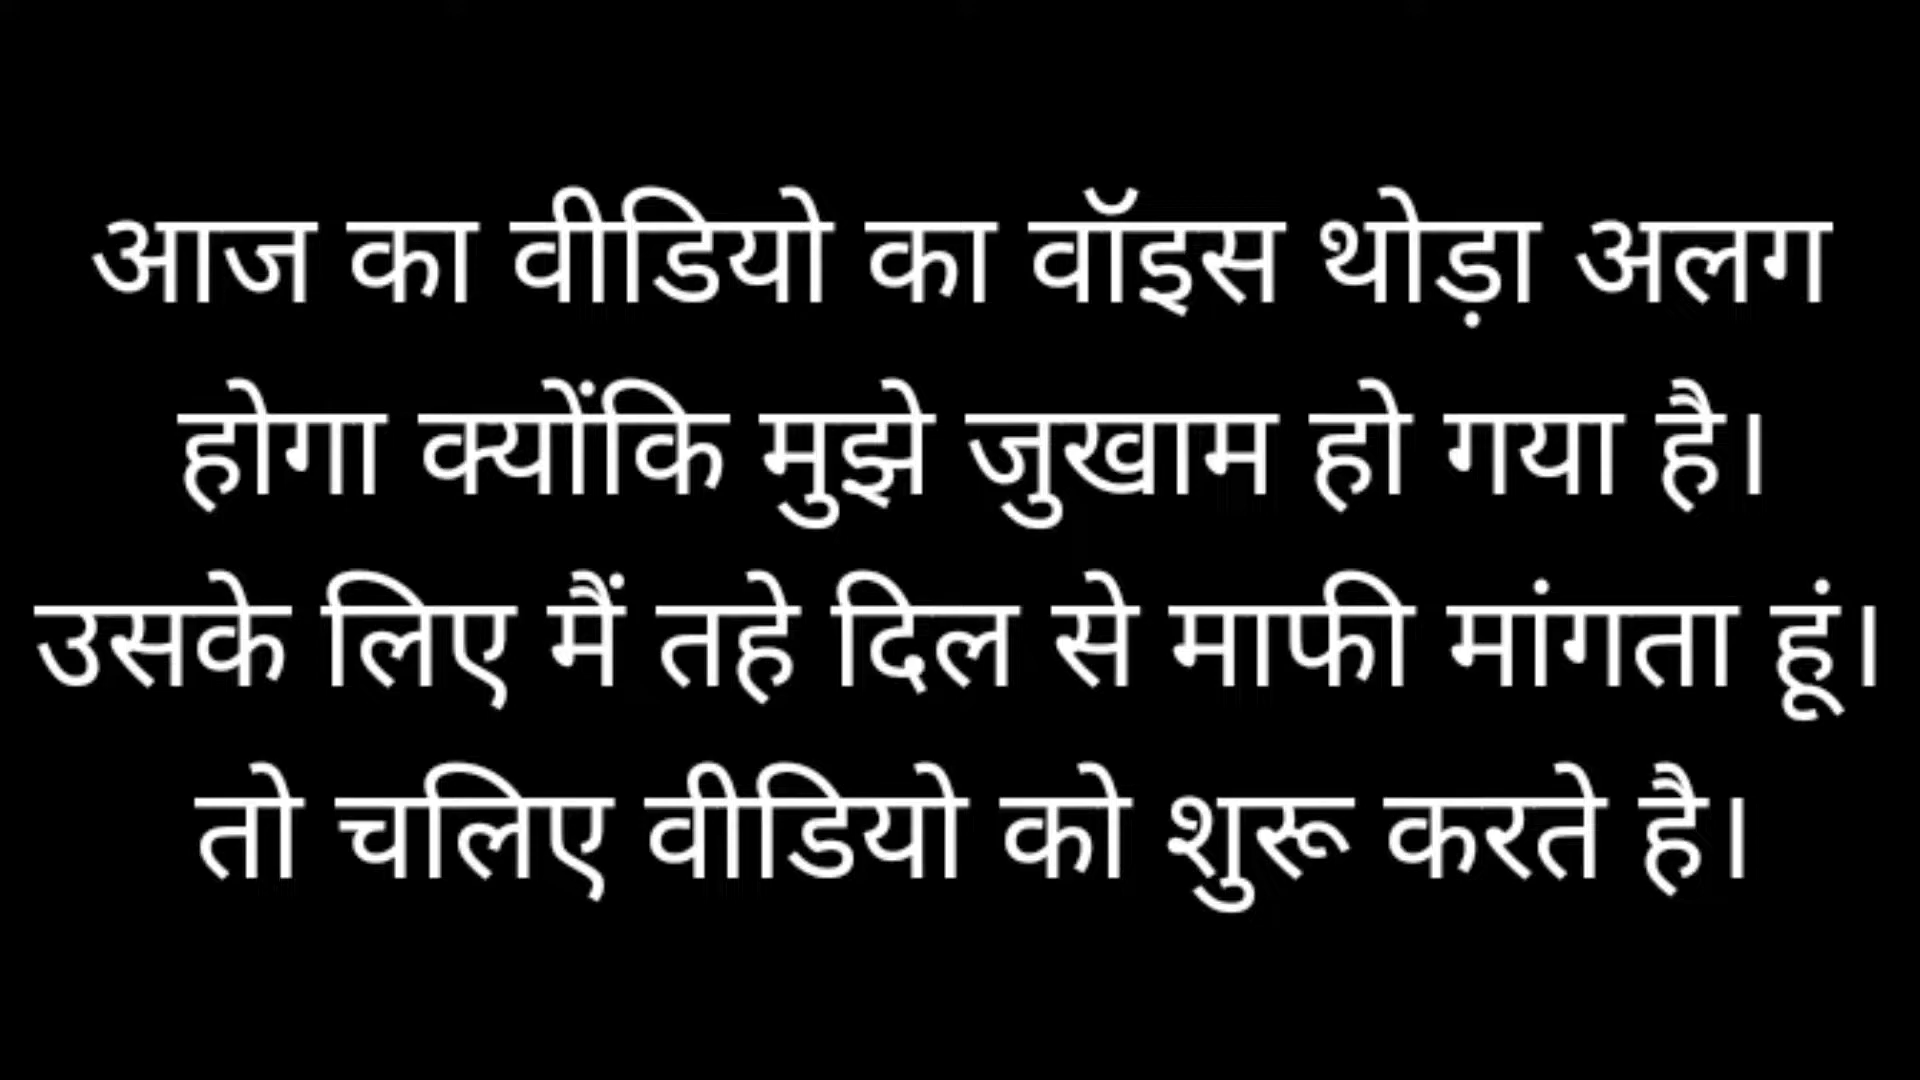 आज का वीडियो का वॉइस थोड़ा अलग
होगा क्योंकि मुझे जुखाम हो गया है।
उसके लिए मैं तहे दिल से माफी मांगता हूं।
तो चलिए वीडियो को शुरू करते है।